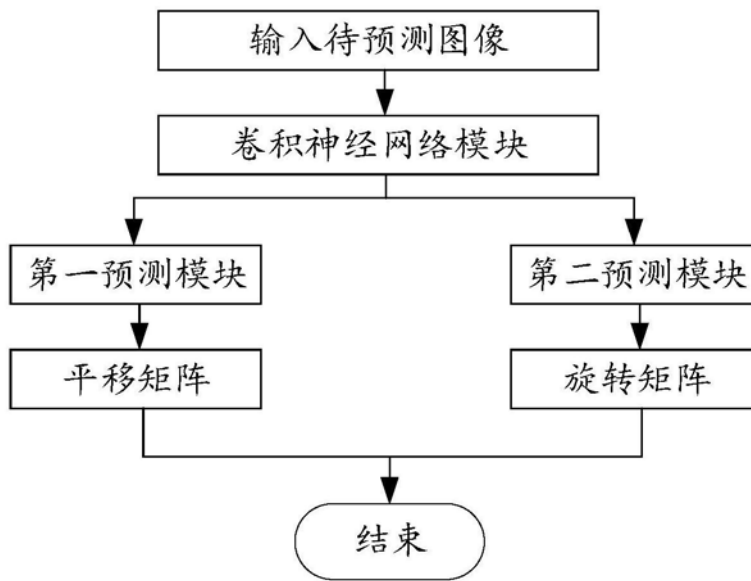 输入待预测图像
卷积神经网络模块
第一预测模块
第二预测模块
平移矩阵
旋转矩阵
结束